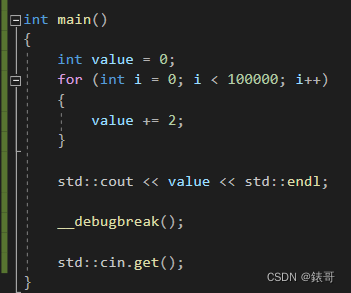 int main()
{
    int value = 0;
    for (int i = 0; i < 100000; i++)
    {
        value += 2;
    }
    std::cout << value << std::endl;
    __debugbreak();
    std::cin.get();
}
CSDN @錶哥